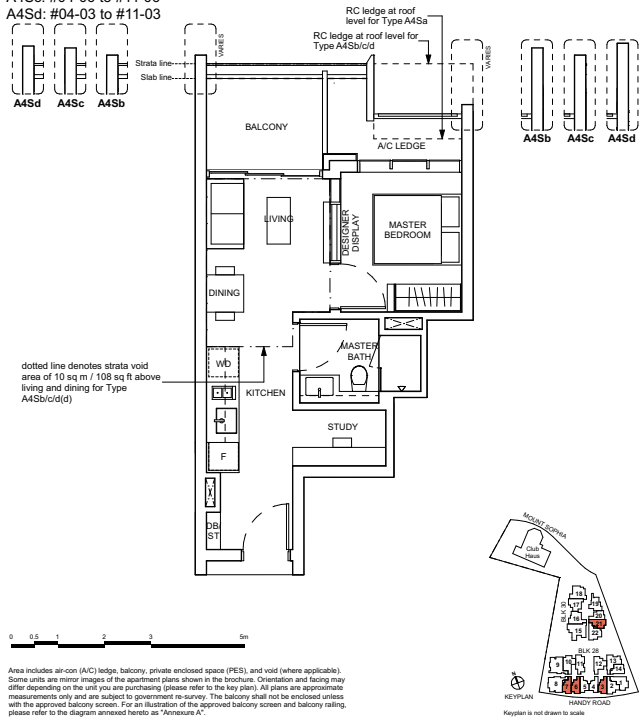 A4Sd: #04-03 to #11-03
RC ledge at roof
level for Type A4Sa
RC ledge at roof level for
Type A4Sb/c/d
VARIES
VARIES
Strata line
Slab line
A4Sd
A4Sc
A4Sb
A4Sb
A4Sc
A4Sd
BALCONY
A/C LEDGE
LIVING
DESIGNER
DISPLAY
MASTER
BEDROOM
DINING
MASTER
BATH
dotted line denotes strata void
area of 10 sq m / 108 sq ft above
living and dining for Type
A4Sb/c/d(d)
WD
KITCHEN
STUDY
F
DB/
ST
MOUNT SOPHIA
Club
Haus
BLK 30
18
17
19
16
20
21
15
22
BLK 28
9
10
11
12
13
14
8
7
6
5
4
3
2
1
HANDY ROAD
N
KEYPLAN
Keyplan is not drawn to scale
0 0.5 1 2 3 5m
Area includes air-con (A/C) ledge, balcony, private enclosed space (PES), and void (where applicable).
Some units are mirror images of the apartment plans shown in the brochure. Orientation and facing may
differ depending on the unit you are purchasing (please refer to the key plan). All plans are approximate
measurements only and are subject to government re-survey. The balcony shall not be enclosed unless
with the approved balcony screen. For an illustration of the approved balcony screen and balcony railing,
please refer to the diagram annexed hereto as "Annexure A".